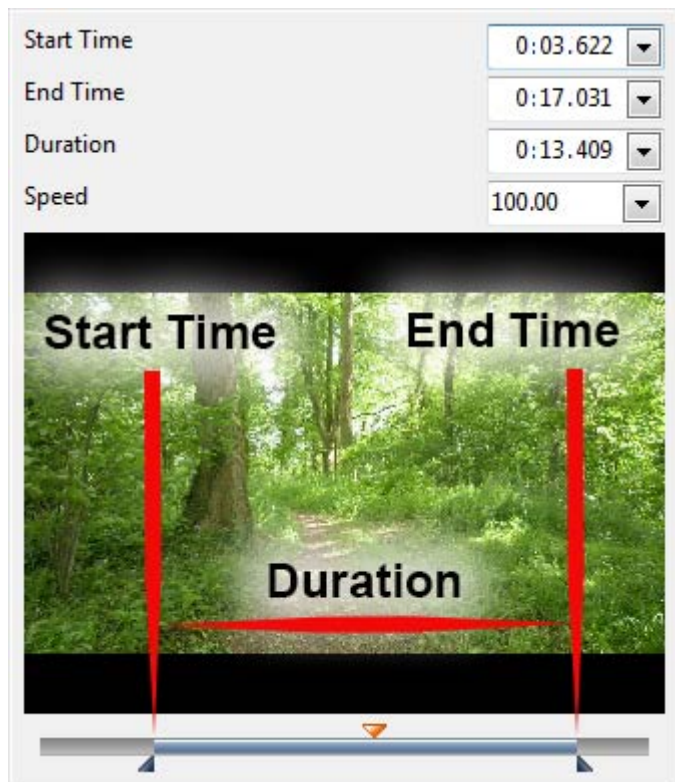 Start Time 0:03.622
End Time 0:17.031
Duration 0:13.409
Speed 100.00
Start Time End Time
Duration